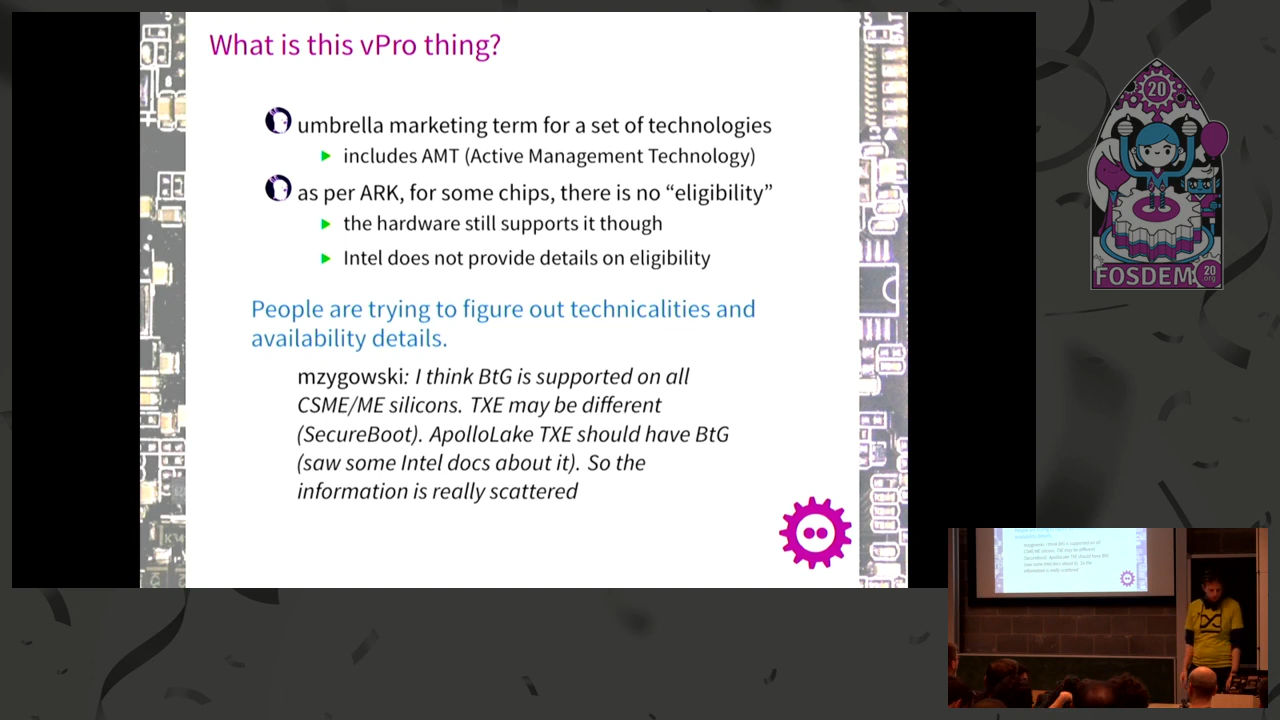 What is this vPro thing?
umbrella marketing term for a set of technologies
includes AMT (Active Management Technology)
as per ARK, for some chips, there is no “eligibility”
the hardware still supports it though
Intel does not provide details on eligibility
People are trying to figure out technicalities and
availability details.
mzygowski: I think BtG is supported on all
CSME/ME silicons. TXE may be different
(SecureBoot). ApolloLake TXE should have BtG
(saw some Intel docs about it). So the
information is really scattered
20
FOSDEM
20
.org